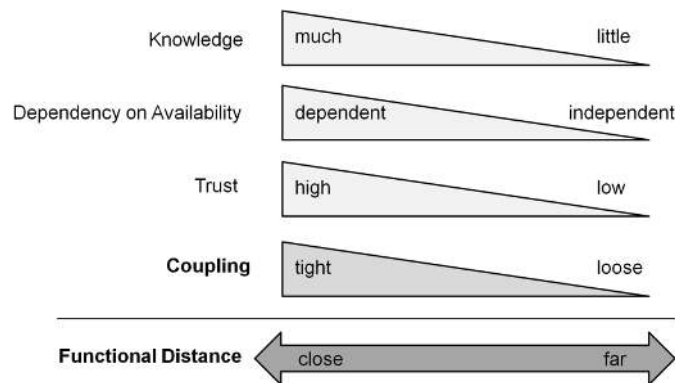 Knowledge much little
Dependency on Availability dependent independent
Trust high low
Coupling tight loose
Functional Distance close far